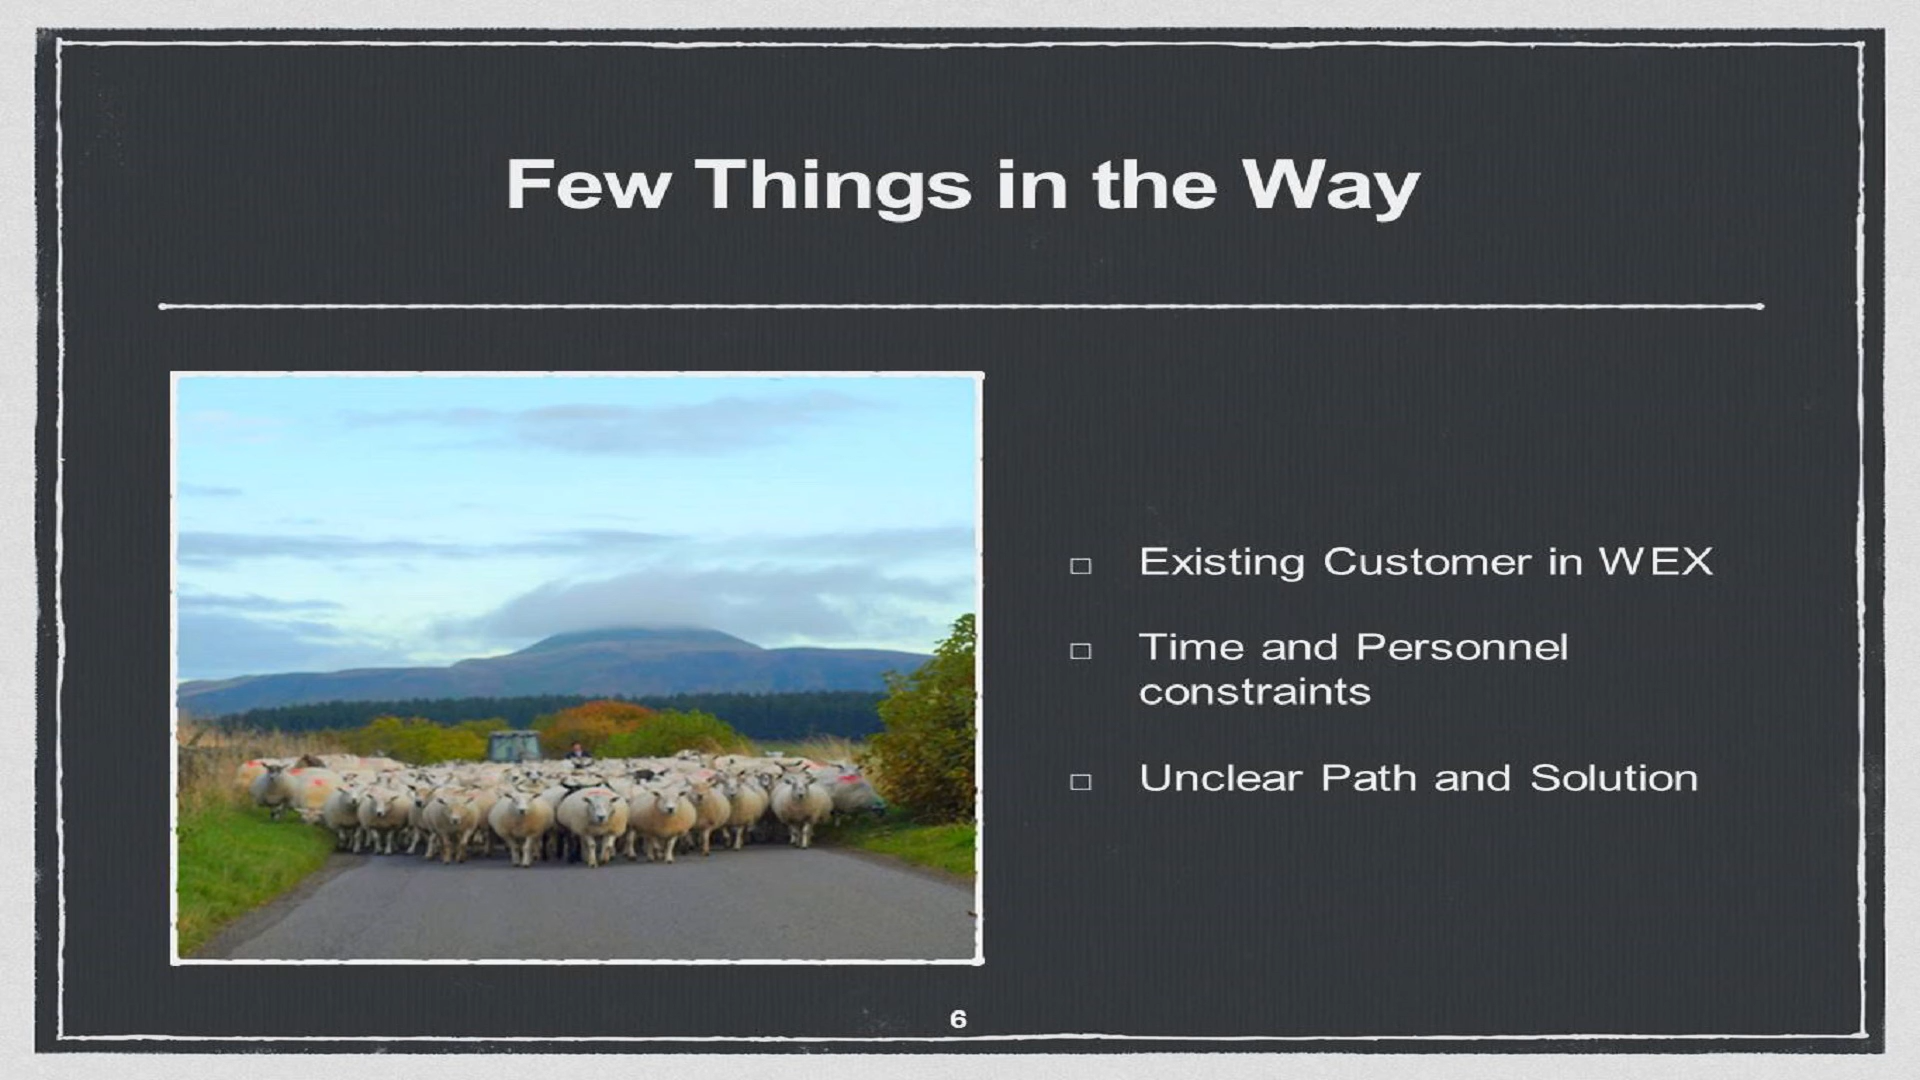 Few Things in the Way
□ Existing Customer in WEX
□ Time and Personnel
constraints
□ Unclear Path and Solution
6